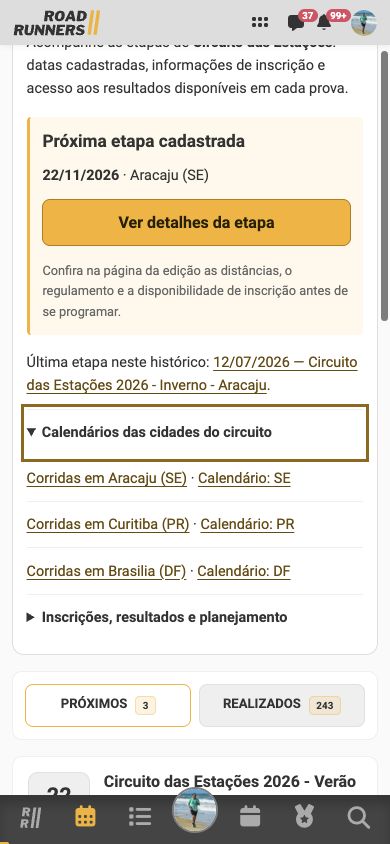 ROAD
RUNNERS
37
99+
Acompanhe as etapas do Circuito das Estações:
datas cadastradas, informações de inscrição e
acesso aos resultados disponíveis em cada prova.
Próxima etapa cadastrada
22/11/2026 · Aracaju (SE)
Ver detalhes da etapa
Confira na página da edição as distâncias, o
regulamento e a disponibilidade de inscrição antes de
se programar.
Última etapa neste histórico: 12/07/2026 — Circuito
das Estações 2026 - Inverno - Aracaju.
▼ Calendários das cidades do circuito
Corridas em Aracaju (SE) · Calendário: SE
Corridas em Curitiba (PR) · Calendário: PR
Corridas em Brasilia (DF) · Calendário: DF
▶ Inscrições, resultados e planejamento
PRÓXIMOS 3
REALIZADOS 243
22
Circuito das Estações 2026 - Verão
RR